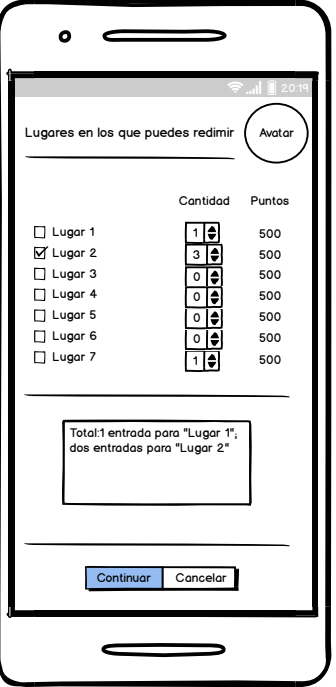 20:19
Lugares en los que puedes redimir
Avatar
Cantidad Puntos
Lugar 1 1 500
Lugar 2 3 500
Lugar 3 0 500
Lugar 4 0 500
Lugar 5 0 500
Lugar 6 0 500
Lugar 7 1 500
Total:1 entrada para "Lugar 1";
dos entradas para "Lugar 2"
Continuar Cancelar